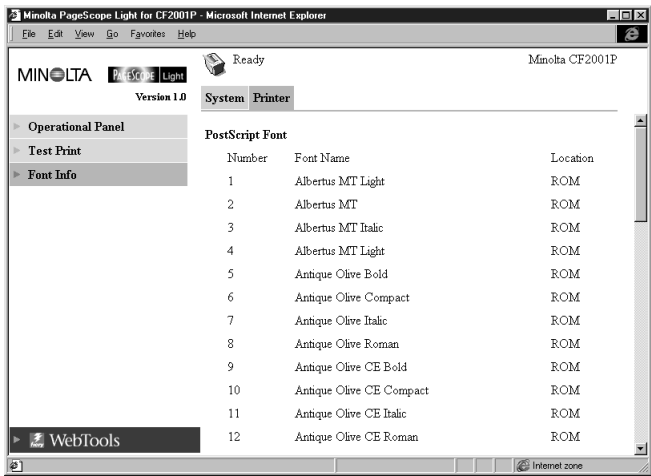 Minolta PageScope Light for CF2001P - Microsoft Internet Explorer
File Edit View Go Favorites Help
MINOLTA PAGESCOPE Light
Version 1.0
Ready
Minolta CF2001P
System Printer
Operational Panel
Test Print
Font Info
PostScript Font
Number Font Name Location
1 Albertus MT Light ROM
2 Albertus MT ROM
3 Albertus MT Italic ROM
4 Albertus MT Light ROM
5 Antique Olive Bold ROM
6 Antique Olive Compact ROM
7 Antique Olive Italic ROM
8 Antique Olive Roman ROM
9 Antique Olive CE Bold ROM
10 Antique Olive CE Compact ROM
11 Antique Olive CE Italic ROM
12 Antique Olive CE Roman ROM
WebTools
Internet zone